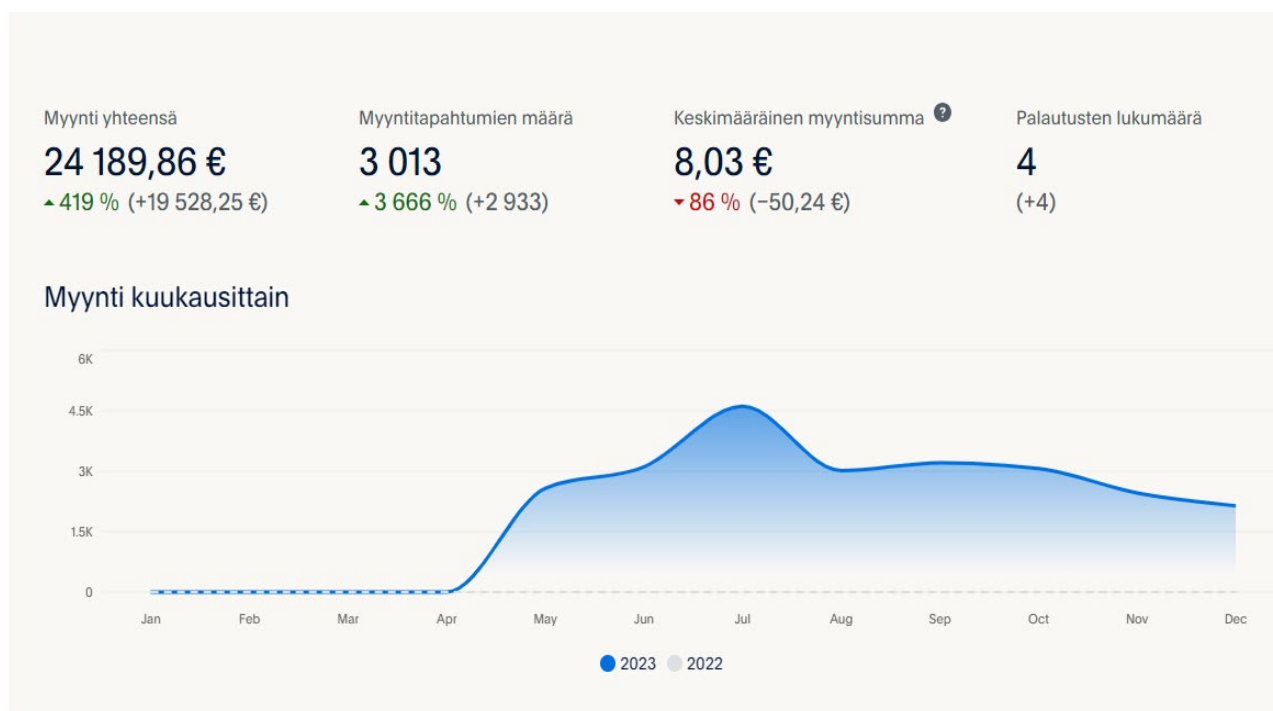 Myynti yhteensä
24 189,86 €
419 % (+19 528,25 €)
Myyntitapahtumien määrä
3 013
3 666 % (+2 933)
Keskimääräinen myyntisumma ?
8,03 €
86 % (−50,24 €)
Palautusten lukumäärä
4
(+4)
Myynti kuukausittain
6K
4.5K
3K
1.5K
0
Jan Feb Mar Apr May Jun Jul Aug Sep Oct Nov Dec
2023 2022